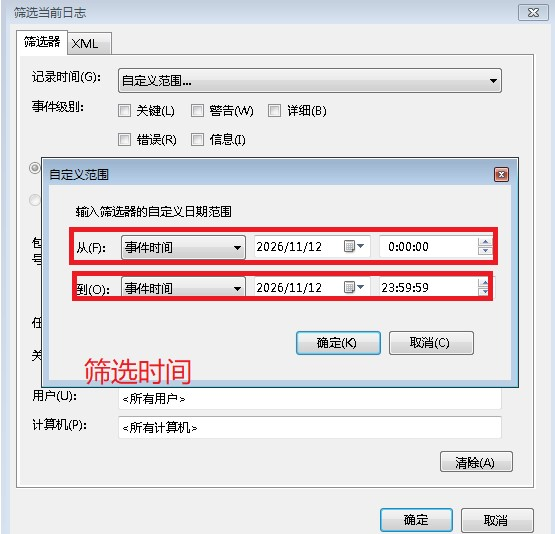 筛选当前日志
筛选器 XML
记录时间(G): 自定义范围...
事件级别: 关键(L) 警告(W) 详细(B)
错误(R) 信息(I)
自定义范围
输入筛选器的自定义日期范围
从(F): 事件时间 2026/11/12 0:00:00
包
号
到(O): 事件时间 2026/11/12 23:59:59
任
确定(K) 取消(C)
关
筛选时间
用户(U): <所有用户>
计算机(P): <所有计算机>
清除(A)
确定 取消